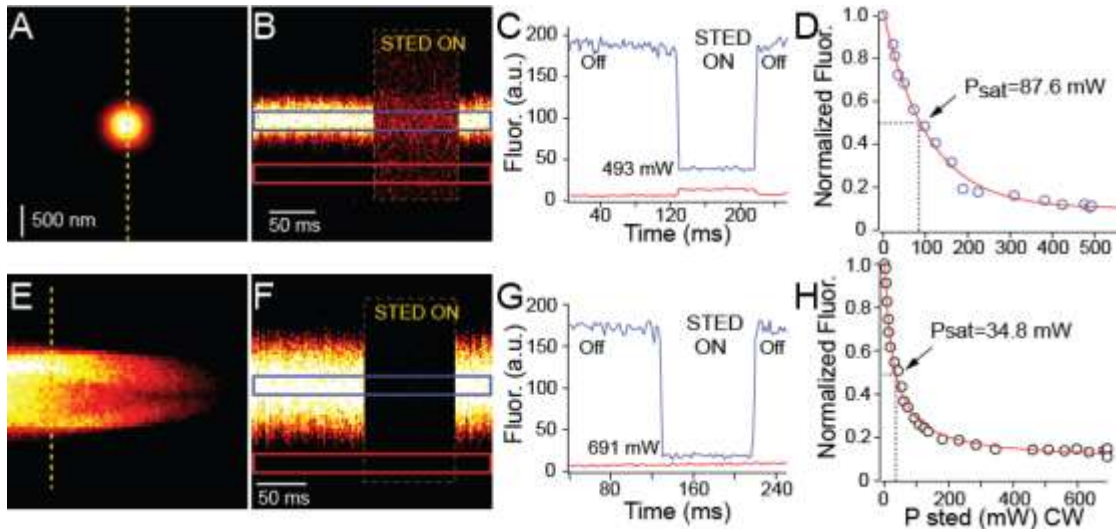 A
500 nm
B
STED ON
50 ms
C
Fluor. (a.u.)
200
150
100
50
0
Off
STED
ON
Off
493 mW
40
120
200
Time (ms)
D
Normalized Fluor.
1.0
0.8
0.6
0.4
0.2
0
Psat=87.6 mW
0
100
200
300
400
500
E
F
STED ON
50 ms
G
Fluor. (a.u.)
200
150
100
50
0
Off
STED
ON
Off
691 mW
80
160
240
Time (ms)
H
Normalized Fluor.
1.0
0.8
0.6
0.4
0.2
0
Psat=34.8 mW
0
200
400
600
P sted (mW) CW